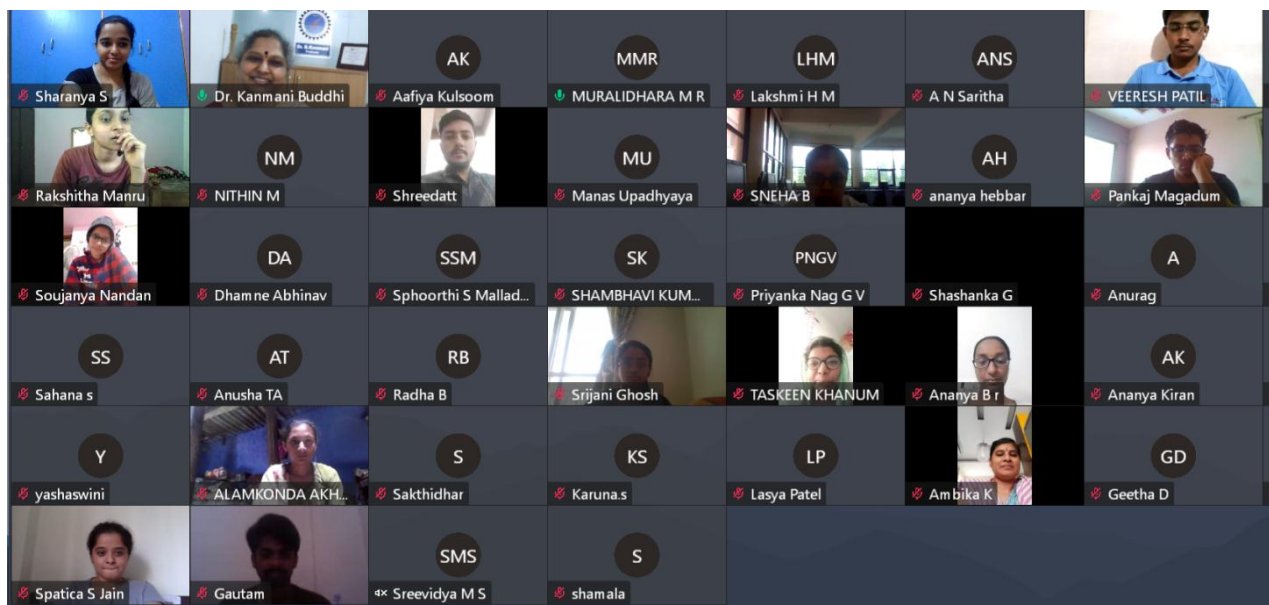 Sharanya S
Dr. Kanmani Buddhi
AK
Aafiya Kulsoom
MMR
MURALIDHARA M R
LHM
Lakshmi H M
ANS
A N Saritha
VEERESH PATIL
Rakshitha Manru
NM
NITHIN M
Shreedatt
MU
Manas Upadhyaya
SNEHA B
AH
ananya hebbar
Pankaj Magadum
Soujanya Nandan
DA
Dhamne Abhinav
SSM
Sphoorthi S Mallad...
SK
SHAMBHAVI KUM...
PNGV
Priyanka Nag G V
Shashanka G
A
Anurag
SS
Sahana s
AT
Anusha TA
RB
Radha B
Srijani Ghosh
TASKEEN KHANUM
Ananya B r
AK
Ananya Kiran
Y
yashaswini
ALAMKONDA AKH...
S
Sakthidhar
KS
Karuna.s
LP
Lasya Patel
Ambika K
GD
Geetha D
Spatica S Jain
Gautam
SMS
Sreevidya M S
S
shamala